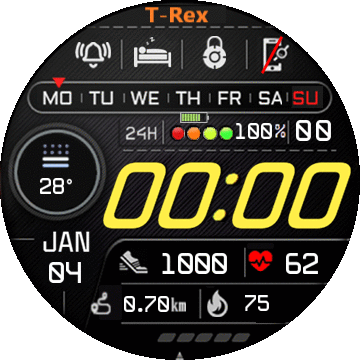 T-Rex
MO TU WE TH FR SA SU
24H 100% 00
28°
00:00
JAN
04
1000 62
0.70km 75